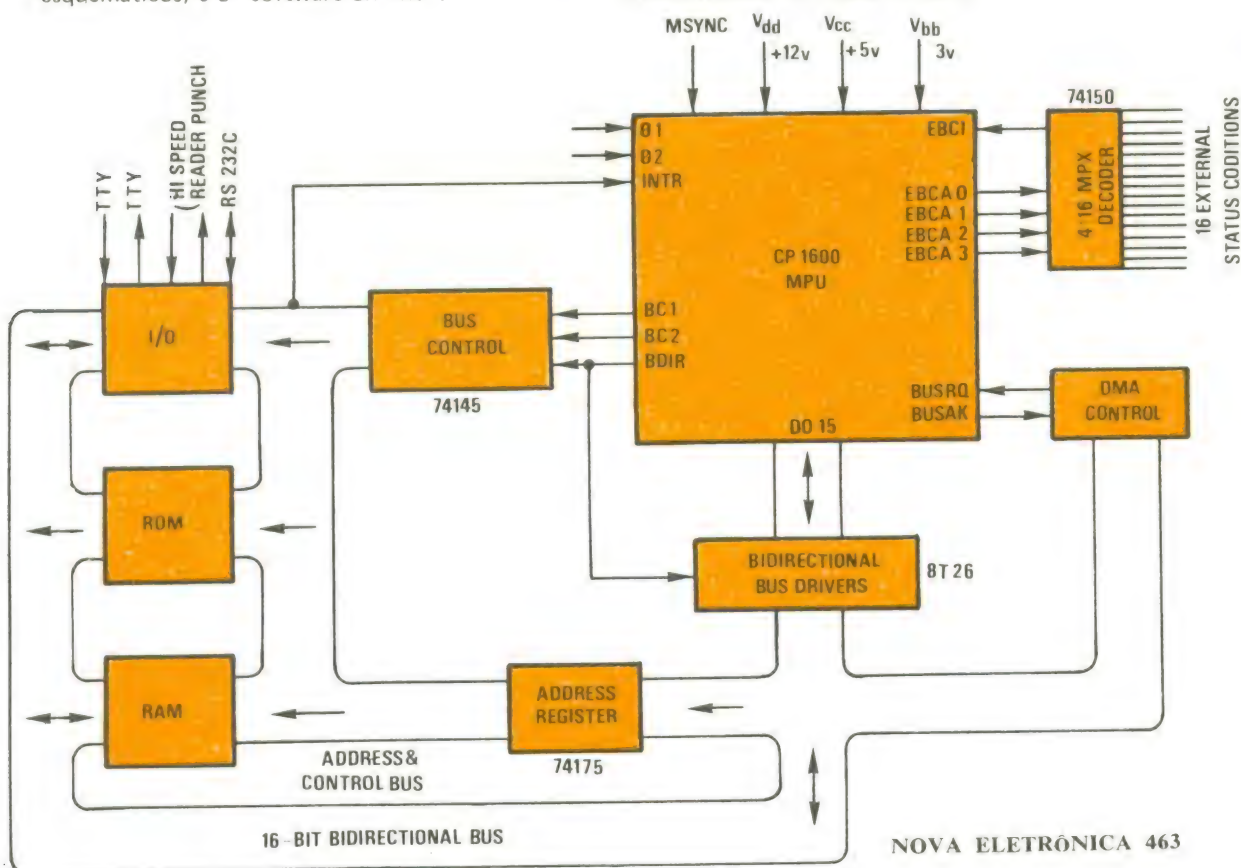 MSYNC
Vdd
+12v
Vcc
+5v
Vbb
3v
TTY
TTY
HI SPEED
(READER PUNCH
RS 232C
θ1
θ2
INTR
EBCI
EBCA 0
EBCA 1
EBCA 2
EBCA 3
CP 1600
MPU
BC1
BC2
BDIR
BUSRQ
BUSAK
DO 15
74150
4:16 MPX
DECODER
16 EXTERNAL
STATUS CODITIONS
I/O
BUS
CONTROL
74145
DMA
CONTROL
ROM
BIDIRECTIONAL
BUS DRIVERS
8T 26
RAM
ADDRESS
REGISTER
74175
ADDRESS &
CONTROL BUS
16-BIT BIDIRECTIONAL BUS
NOVA ELETRÔNICA 463